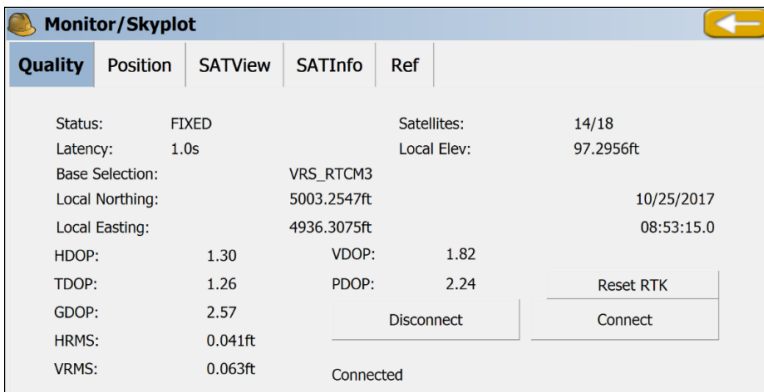 Monitor/Skyplot
Quality Position SATView SATInfo Ref
Status: FIXED Satellites: 14/18
Latency: 1.0s Local Elev: 97.2956ft
Base Selection: VRS_RTCM3
Local Northing: 5003.2547ft 10/25/2017
Local Easting: 4936.3075ft 08:53:15.0
HDOP: 1.30 VDOP: 1.82
TDOP: 1.26 PDOP: 2.24 Reset RTK
GDOP: 2.57 Disconnect Connect
HRMS: 0.041ft
VRMS: 0.063ft Connected